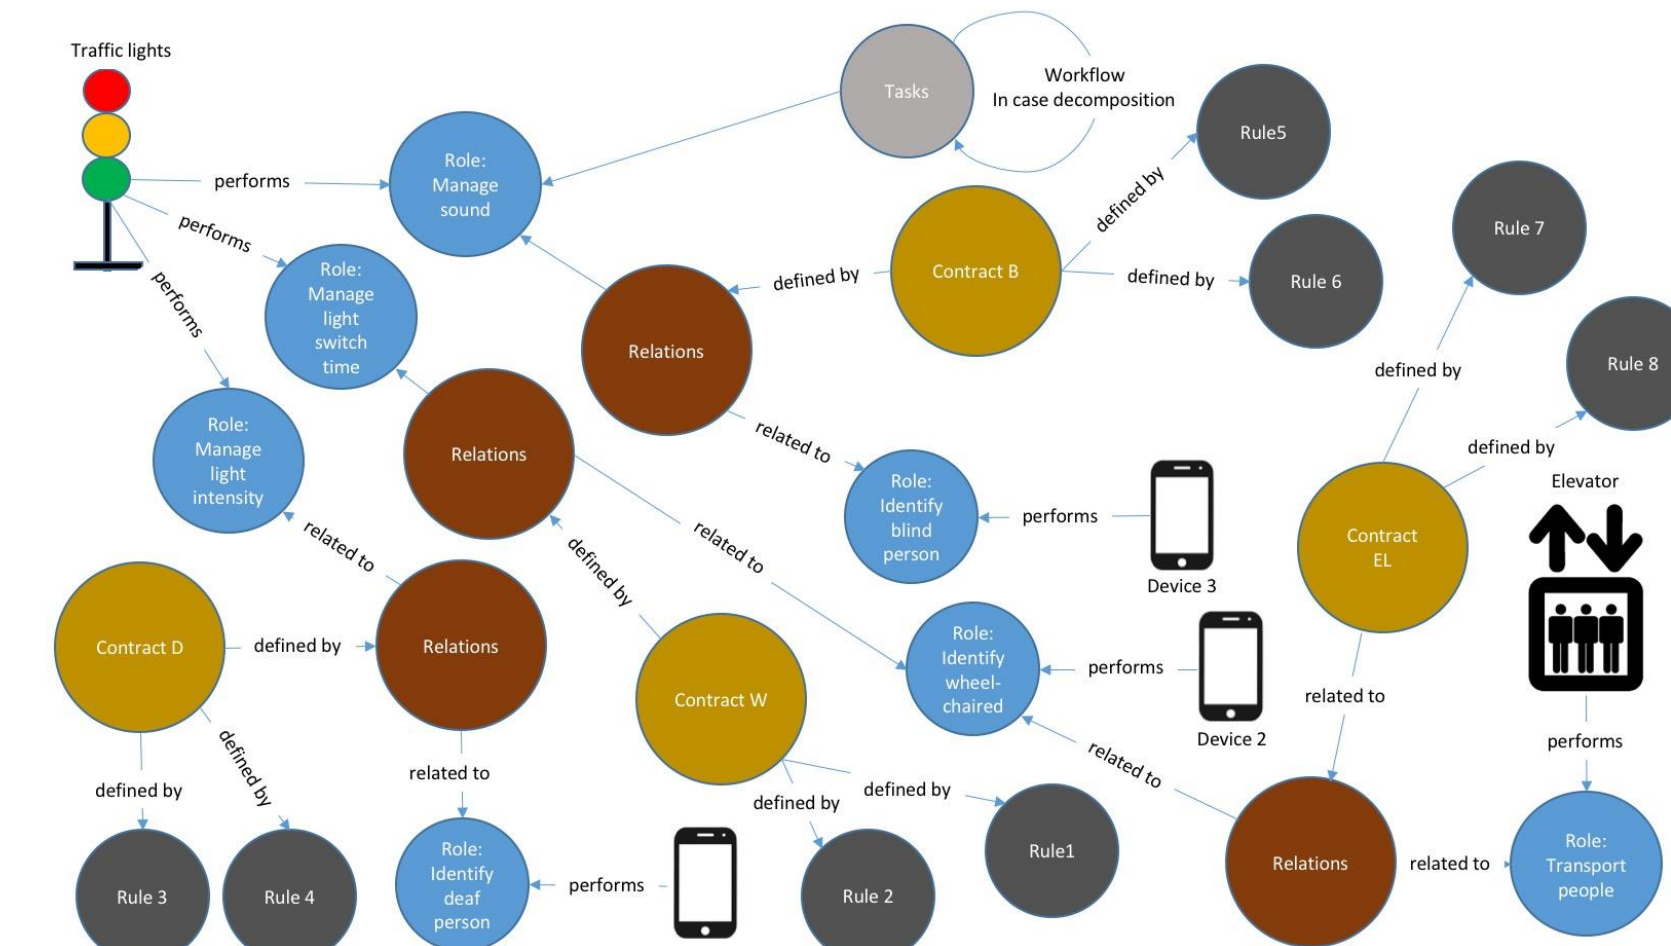 Traffic lights
Tasks
Workflow
In case decomposition
Rule5
Role:
Manage
sound
performs
performs
performs
Role:
Manage
light
switch
time
Relations
defined by
Contract B
defined by
defined by
Rule 6
Rule 7
Rule 8
defined by
defined by
Role:
Manage
light
intensity
Relations
related to
Role:
Identify
blind
person
performs
Device 3
Contract
EL
Elevator
related to
related to
defined by
Contract D
defined by
Relations
Contract W
Role:
Identify
wheel-
chaired
performs
Device 2
related to
performs
defined by
defined by
related to
defined by
defined by
related to
Rule 3
Rule 4
Role:
Identify
deaf
person
performs
Rule 2
Rule1
Relations
related to
Role:
Transport
people